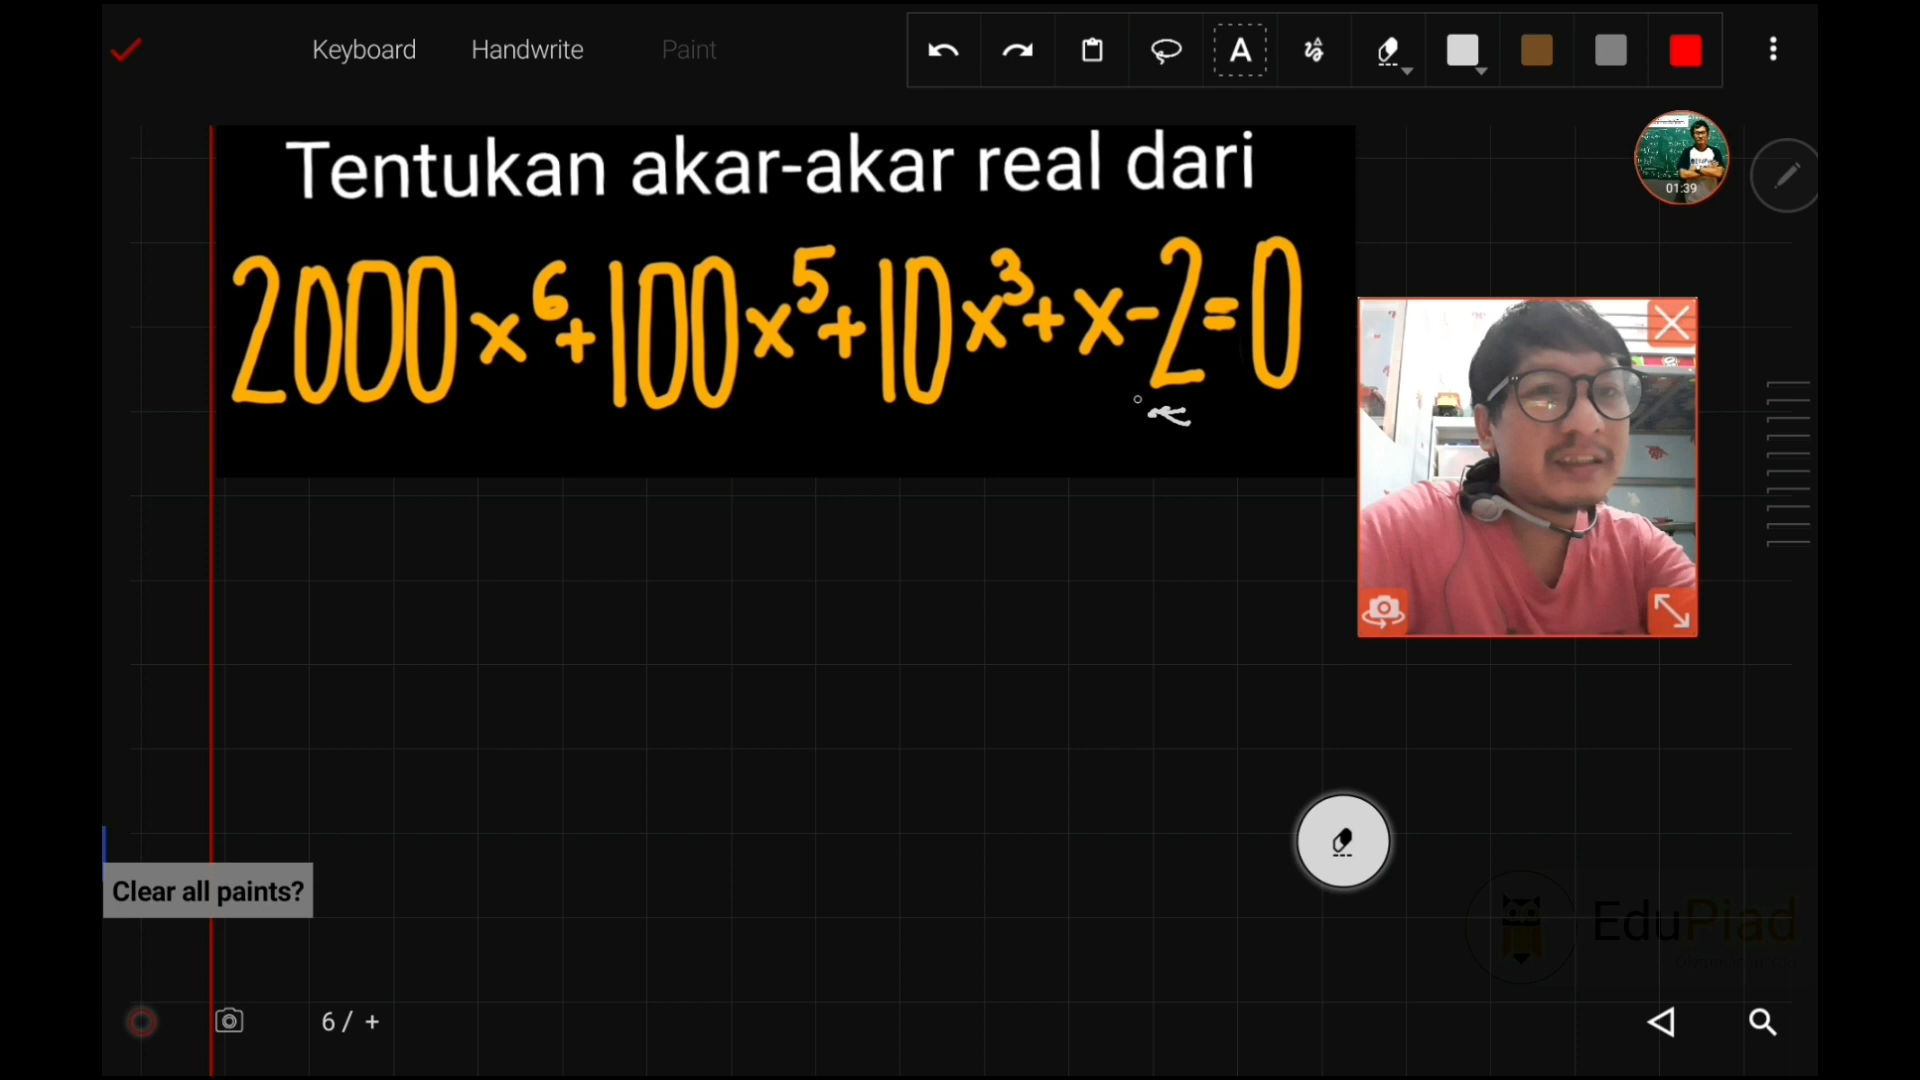 Keyboard Handwrite Paint A
Tentukan akar-akar real dari
2000x⁶+100x⁵+10x³+x-2=0
01:39
Clear all paints?
EduPiad
6 / +